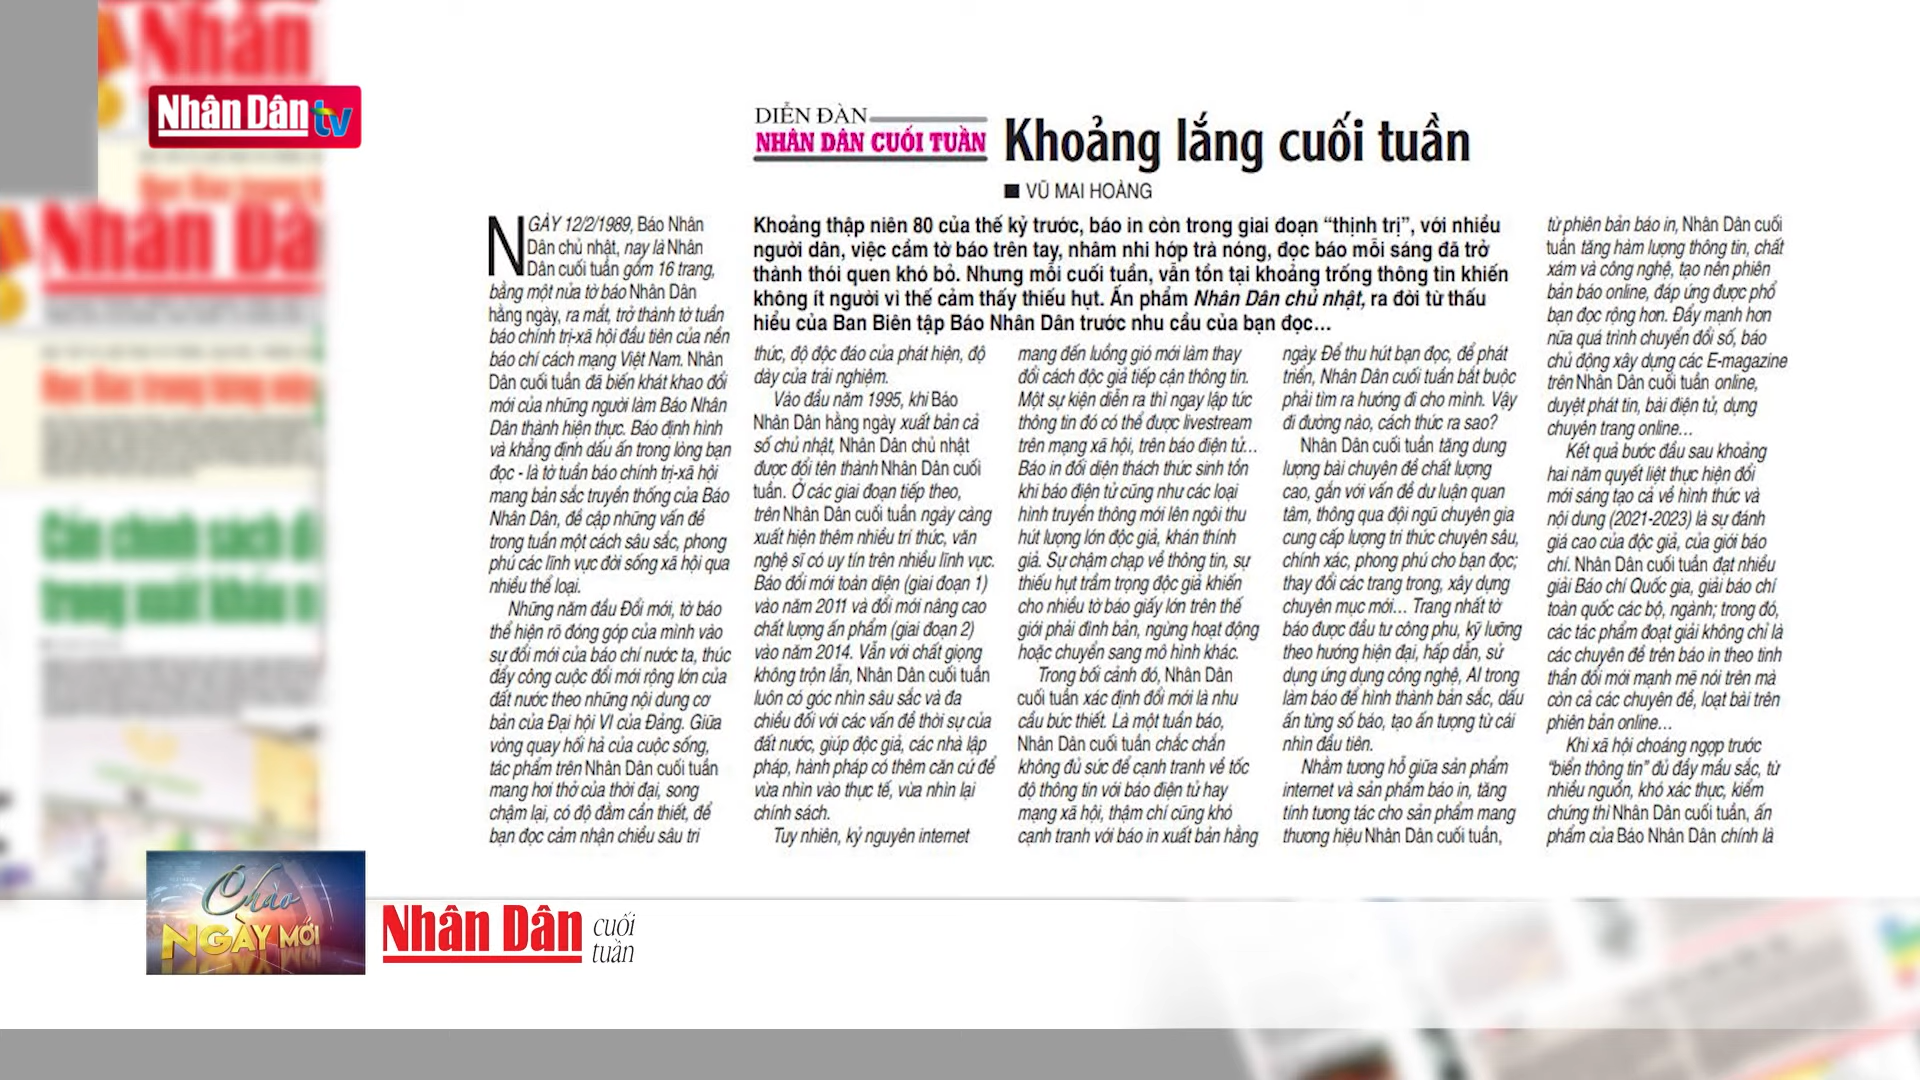 Nhân Dân tv
DIỄN ĐÀN
NHÂN DÂN CUỐI TUẦN
Khoảng lắng cuối tuần
■ VŨ MAI HOÀNG
Khoảng thập niên 80 của thế kỷ trước, báo in còn trong giai đoạn “thịnh trị”, với nhiều
người dân, việc cầm tờ báo trên tay, nhâm nhi hớp trà nóng, đọc báo mỗi sáng đã trở
thành thói quen khó bỏ. Nhưng mỗi cuối tuần, vẫn tồn tại khoảng trống thông tin khiến
không ít người vì thế cảm thấy thiếu hụt. Ấn phẩm Nhân Dân chủ nhật, ra đời từ thấu
hiểu của Ban Biên tập Báo Nhân Dân trước nhu cầu của bạn đọc...
NGÀY 12/2/1989, Báo Nhân
Dân chủ nhật, nay là Nhân
Dân cuối tuần gồm 16 trang,
bằng một nửa tờ báo Nhân Dân
hằng ngày, ra mắt, trở thành tờ tuần
báo chính trị-xã hội đầu tiên của nền
báo chí cách mạng Việt Nam. Nhân
Dân cuối tuần đã biến khát khao đổi
mới của những người làm Báo Nhân
Dân thành hiện thực. Báo định hình
và khẳng định dấu ấn trong lòng bạn
đọc - là tờ tuần báo chính trị-xã hội
mang bản sắc truyền thống của Báo
Nhân Dân, đề cập những vấn đề
trong tuần một cách sâu sắc, phong
phú các lĩnh vực đời sống xã hội qua
nhiều thể loại.
Những năm đầu Đổi mới, tờ báo
thể hiện rõ đóng góp của mình vào
sự đổi mới của báo chí nước ta, thúc
đẩy công cuộc đổi mới rộng lớn của
đất nước theo những nội dung cơ
bản của Đại hội VI của Đảng. Giữa
vòng quay hối hả của cuộc sống,
tác phẩm trên Nhân Dân cuối tuần
mang hơi thở của thời đại, song
chậm lại, có độ đằm cần thiết, để
bạn đọc cảm nhận chiều sâu tri
thức, độ độc đáo của phát hiện, độ
dày của trải nghiệm.
Vào đầu năm 1995, khi Báo
Nhân Dân hằng ngày xuất bản cả
số chủ nhật, Nhân Dân chủ nhật
được đổi tên thành Nhân Dân cuối
tuần. Ở các giai đoạn tiếp theo,
trên Nhân Dân cuối tuần ngày càng
xuất hiện thêm nhiều trí thức, văn
nghệ sĩ có uy tín trên nhiều lĩnh vực.
Báo đổi mới toàn diện (giai đoạn 1)
vào năm 2011 và đổi mới nâng cao
chất lượng ấn phẩm (giai đoạn 2)
vào năm 2014. Vẫn với chất giọng
không trộn lẫn, Nhân Dân cuối tuần
luôn có góc nhìn sâu sắc và đa
chiều đối với các vấn đề thời sự của
đất nước, giúp độc giả, các nhà lập
pháp, hành pháp có thêm căn cứ để
vừa nhìn vào thực tế, vừa nhìn lại
chính sách.
Tuy nhiên, kỷ nguyên internet
mang đến luồng gió mới làm thay
đổi cách độc giả tiếp cận thông tin.
Một sự kiện diễn ra thì ngay lập tức
thông tin đó có thể được livestream
trên mạng xã hội, trên báo điện tử...
Báo in đối diện thách thức sinh tồn
khi báo điện tử cũng như các loại
hình truyền thông mới lên ngôi thu
hút lượng lớn độc giả, khán thính
giả. Sự chậm chạp về thông tin, sự
thiếu hụt trầm trọng độc giả khiến
cho nhiều tờ báo giấy lớn trên thế
giới phải đình bản, ngừng hoạt động
hoặc chuyển sang mô hình khác.
Trong bối cảnh đó, Nhân Dân
cuối tuần xác định đổi mới là nhu
cầu bức thiết. Là một tuần báo,
Nhân Dân cuối tuần chắc chắn
không đủ sức để cạnh tranh về tốc
độ thông tin với báo điện tử hay
mạng xã hội, thậm chí cũng khó
cạnh tranh với báo in xuất bản hằng
ngày. Để thu hút bạn đọc, để phát
triển, Nhân Dân cuối tuần bắt buộc
phải tìm ra hướng đi cho mình. Vậy
đi đường nào, cách thức ra sao?
Nhân Dân cuối tuần tăng dung
lượng bài chuyên đề chất lượng
cao, gắn với vấn đề dư luận quan
tâm, thông qua đội ngũ chuyên gia
cung cấp lượng tri thức chuyên sâu,
chính xác, phong phú cho bạn đọc;
thay đổi các trang trong, xây dựng
chuyên mục mới... Trang nhất tờ
báo được đầu tư công phu, kỹ lưỡng
theo hướng hiện đại, hấp dẫn, sử
dụng ứng dụng công nghệ, AI trong
làm báo để hình thành bản sắc, dấu
ấn từng số báo, tạo ấn tượng từ cái
nhìn đầu tiên.
Nhằm tương hỗ giữa sản phẩm
internet và sản phẩm báo in, tăng
tính tương tác cho sản phẩm mang
thương hiệu Nhân Dân cuối tuần,
từ phiên bản báo in, Nhân Dân cuối
tuần tăng hàm lượng thông tin, chất
xám và công nghệ, tạo nên phiên
bản báo online, đáp ứng được phổ
bạn đọc rộng hơn. Đẩy mạnh hơn
nữa quá trình chuyển đổi số, báo
chủ động xây dựng các E-magazine
trên Nhân Dân cuối tuần online,
duyệt phát tin, bài điện tử, dựng
chuyên trang online...
Kết quả bước đầu sau khoảng
hai năm quyết liệt thực hiện đổi
mới sáng tạo cả về hình thức và
nội dung (2021-2023) là sự đánh
giá cao của độc giả, của giới báo
chí. Nhân Dân cuối tuần đạt nhiều
giải Báo chí Quốc gia, giải báo chí
toàn quốc các bộ, ngành; trong đó,
các tác phẩm đoạt giải không chỉ là
các chuyên đề trên báo in theo tinh
thần đổi mới mạnh mẽ nói trên mà
còn cả các chuyên đề, loạt bài trên
phiên bản online...
Khi xã hội choáng ngợp trước
“biển thông tin” đủ đầy mầu sắc, từ
nhiều nguồn, khó xác thực, kiểm
chứng thì Nhân Dân cuối tuần, ấn
phẩm của Báo Nhân Dân chính là
Chào
NGÀY MỚI
Nhân Dân cuối
tuần